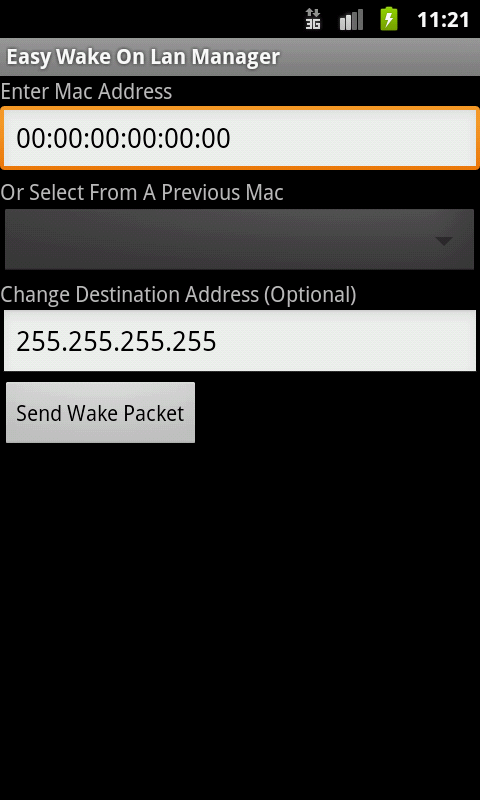 3G
11:21
Easy Wake On Lan Manager
Enter Mac Address
00:00:00:00:00:00
Or Select From A Previous Mac
Change Destination Address (Optional)
255.255.255.255
Send Wake Packet